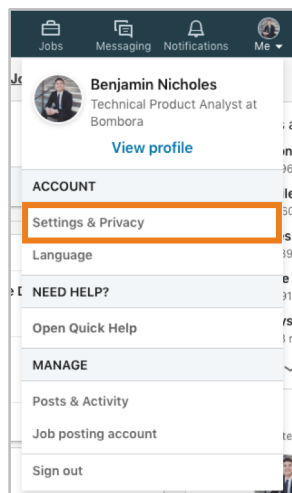 Jobs Messaging Notifications Me
Benjamin Nicholes
Technical Product Analyst at
Bombora
View profile
ACCOUNT
Settings & Privacy
Language
NEED HELP?
Open Quick Help
MANAGE
Posts & Activity
Job posting account
Sign out